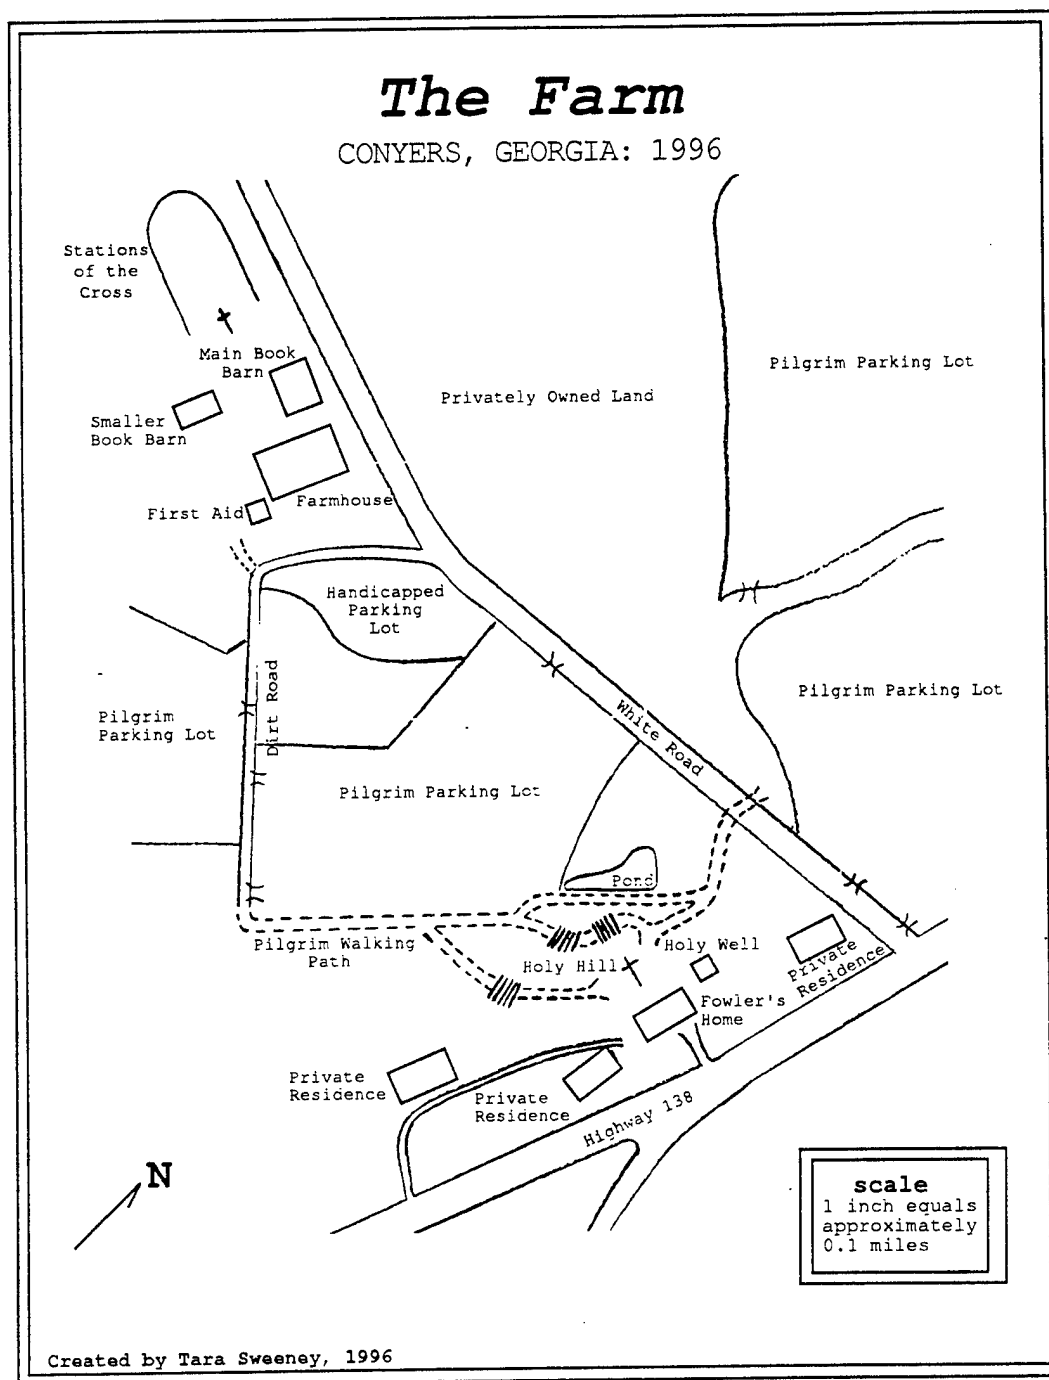 The Farm
CONYERS, GEORGIA: 1996
Stations
of the
Cross
Main Book
Barn
Smaller
Book Barn
First Aid
Farmhouse
Privately Owned Land
Pilgrim Parking Lot
Handicapped
Parking
Lot
Dirt Road
Pilgrim
Parking Lot
White Road
Pilgrim Parking Lot
Pilgrim Parking Lot
Pond
Pilgrim Walking
Path
Holy Hill
Holy Well
Private
Residence
Fowler's
Home
Private
Residence
Private
Residence
Highway 138
N
scale
1 inch equals
approximately
0.1 miles
Created by Tara Sweeney, 1996